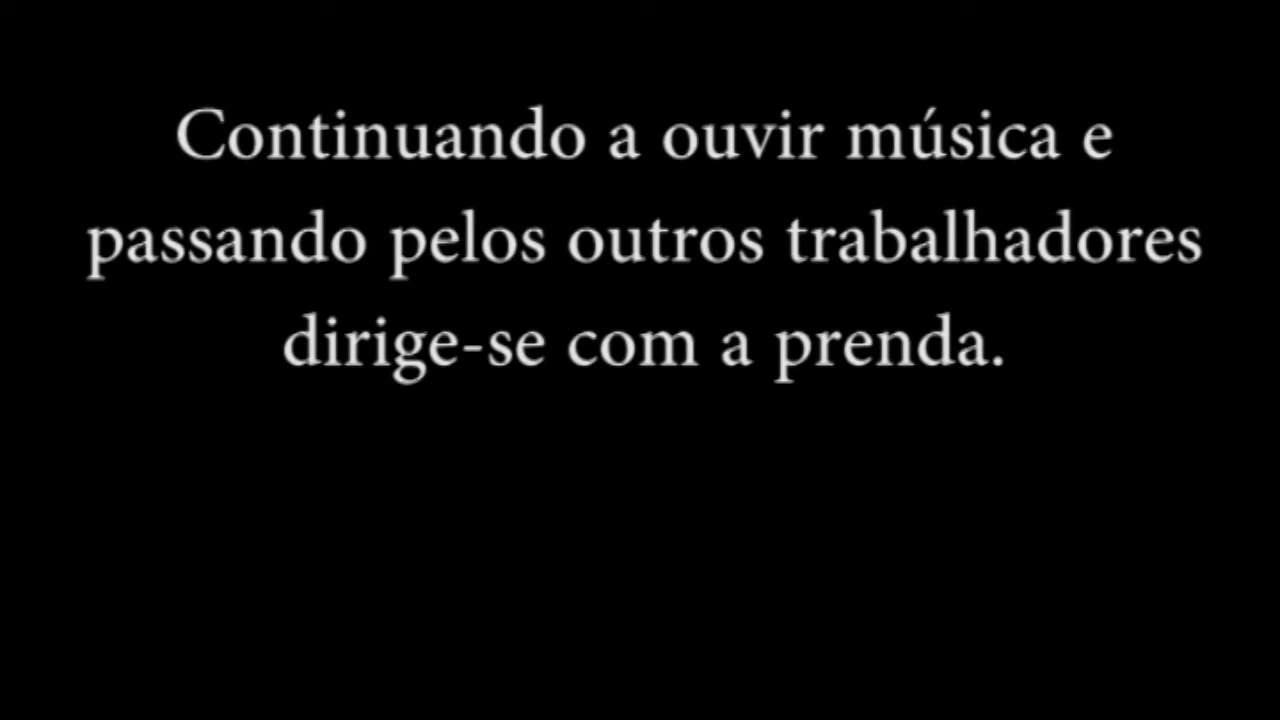 Continuando a ouvir música e
passando pelos outros trabalhadores
dirige-se com a prenda.